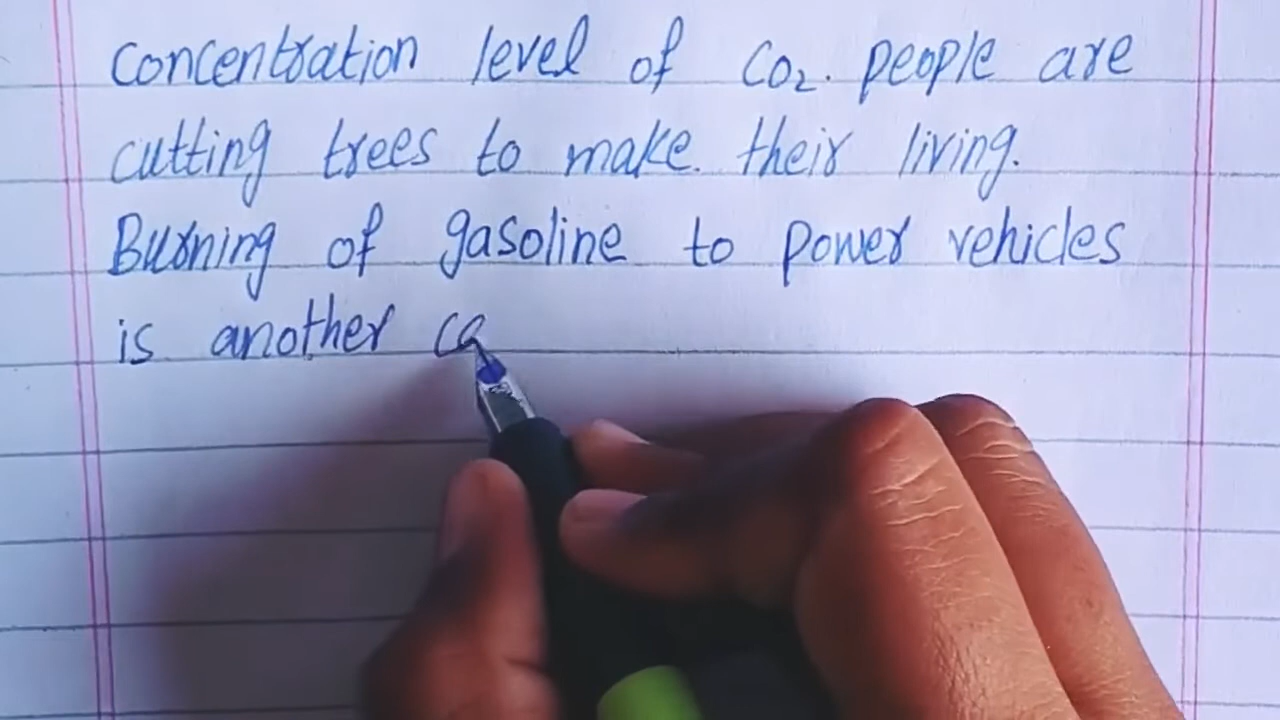 Concentration level of CO2. people are
cutting trees to make their living.
Burning of gasoline to power vehicles
is another ca